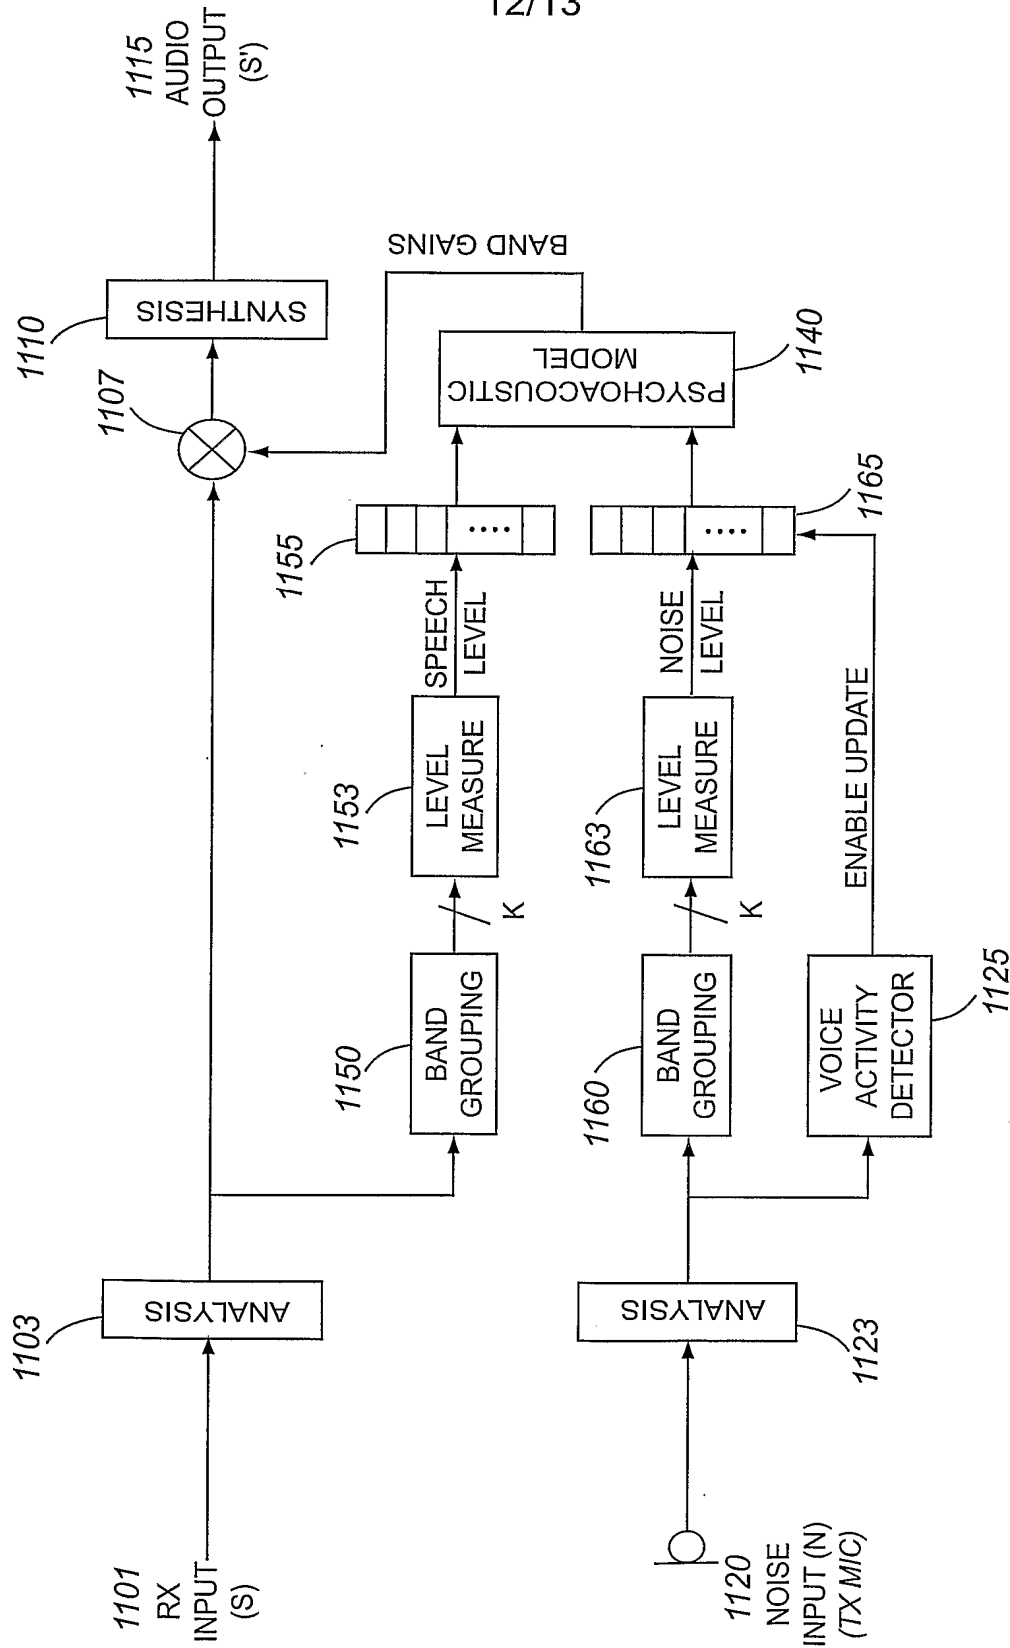 12/13
1101
RX
INPUT
(S)
1103
ANALYSIS
1107
1110
SYNTHESIS
1115
AUDIO
OUTPUT
(S')
BAND GAINS
1150
BAND
GROUPING
K
1153
LEVEL
MEASURE
SPEECH
LEVEL
1155
....
PSYCHOACOUSTIC
MODEL
1140
1120
NOISE
INPUT (N)
(TX MIC)
ANALYSIS
1123
1160
BAND
GROUPING
K
1163
LEVEL
MEASURE
NOISE
LEVEL
....
1165
VOICE
ACTIVITY
DETECTOR
1125
ENABLE UPDATE